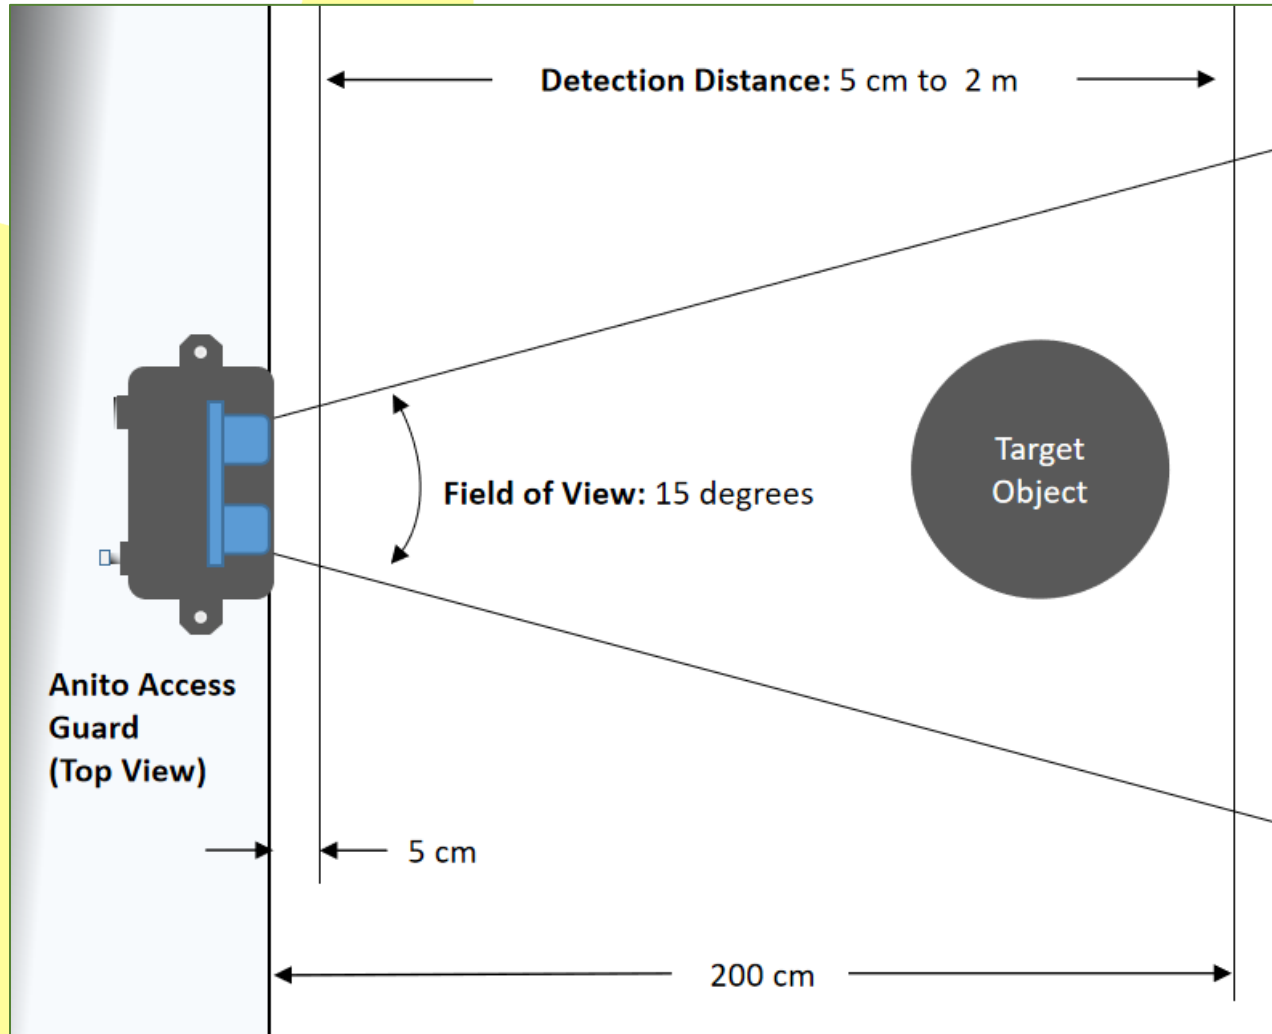 Detection Distance: 5 cm to 2 m
Target
Object
Field of View: 15 degrees
Anito Access
Guard
(Top View)
5 cm
200 cm